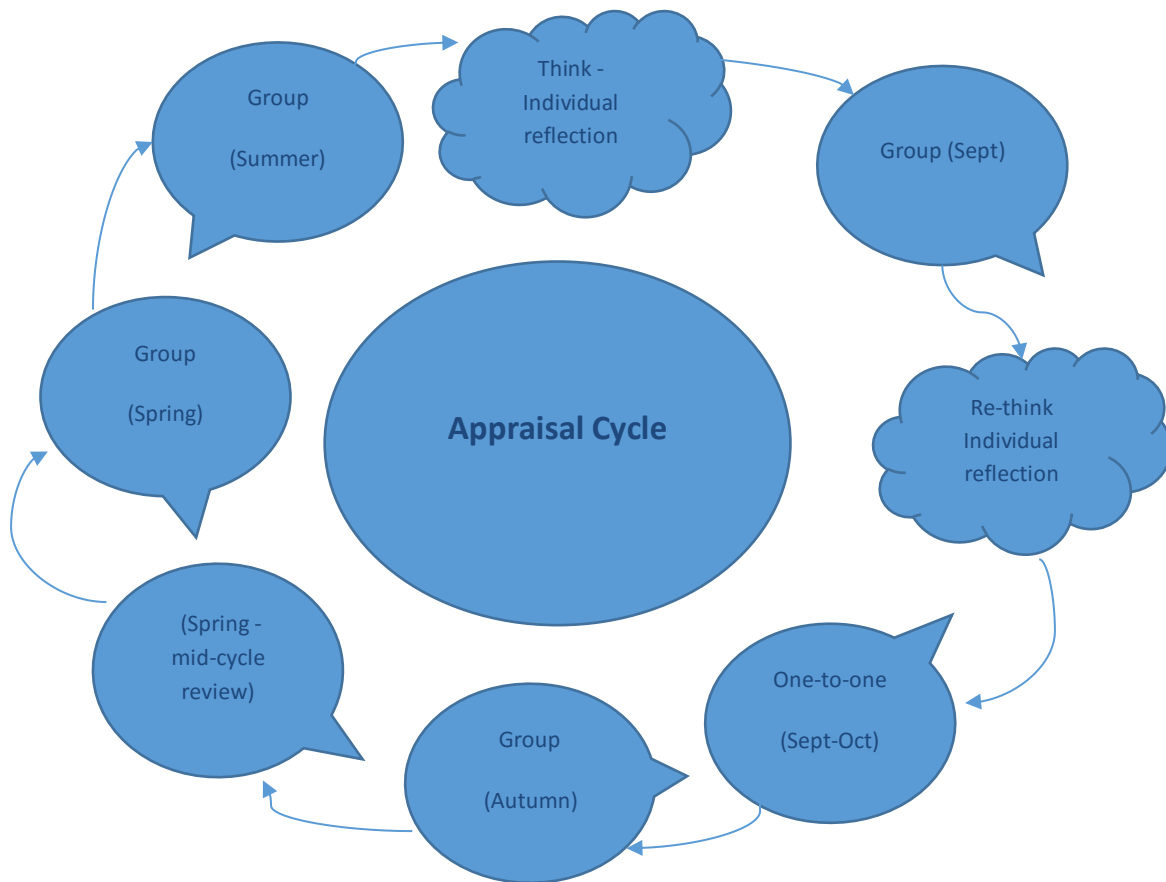 Group
(Summer)
Think -
Individual
reflection
Group (Sept)
Re-think
Individual
reflection
One-to-one
(Sept-Oct)
Group
(Autumn)
(Spring -
mid-cycle
review)
Group
(Spring)
Appraisal Cycle